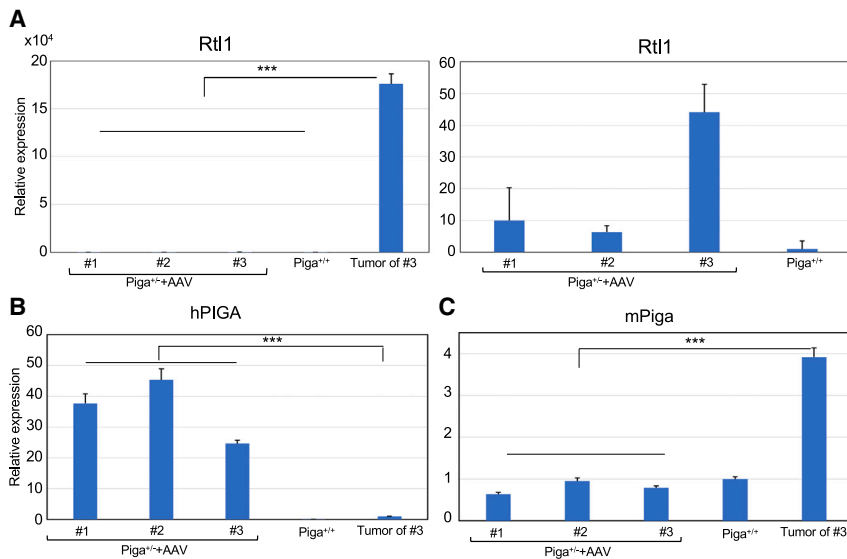 A
Rtl1
x10⁴
Relative expression
20
15
10
5
0
***
#1 #2 #3 Piga⁺/⁺ Tumor of #3
Piga⁺/⁻+AAV
Rtl1
60
50
40
30
20
10
0
#1 #2 #3 Piga⁺/⁺
Piga⁺/⁻+AAV
B
hPIGA
Relative expression
60
50
40
30
20
10
0
***
#1 #2 #3 Piga⁺/⁺ Tumor of #3
Piga⁺/⁻+AAV
C
mPiga
4
3
2
1
0
***
#1 #2 #3 Piga⁺/⁺ Tumor of #3
Piga⁺/⁻+AAV